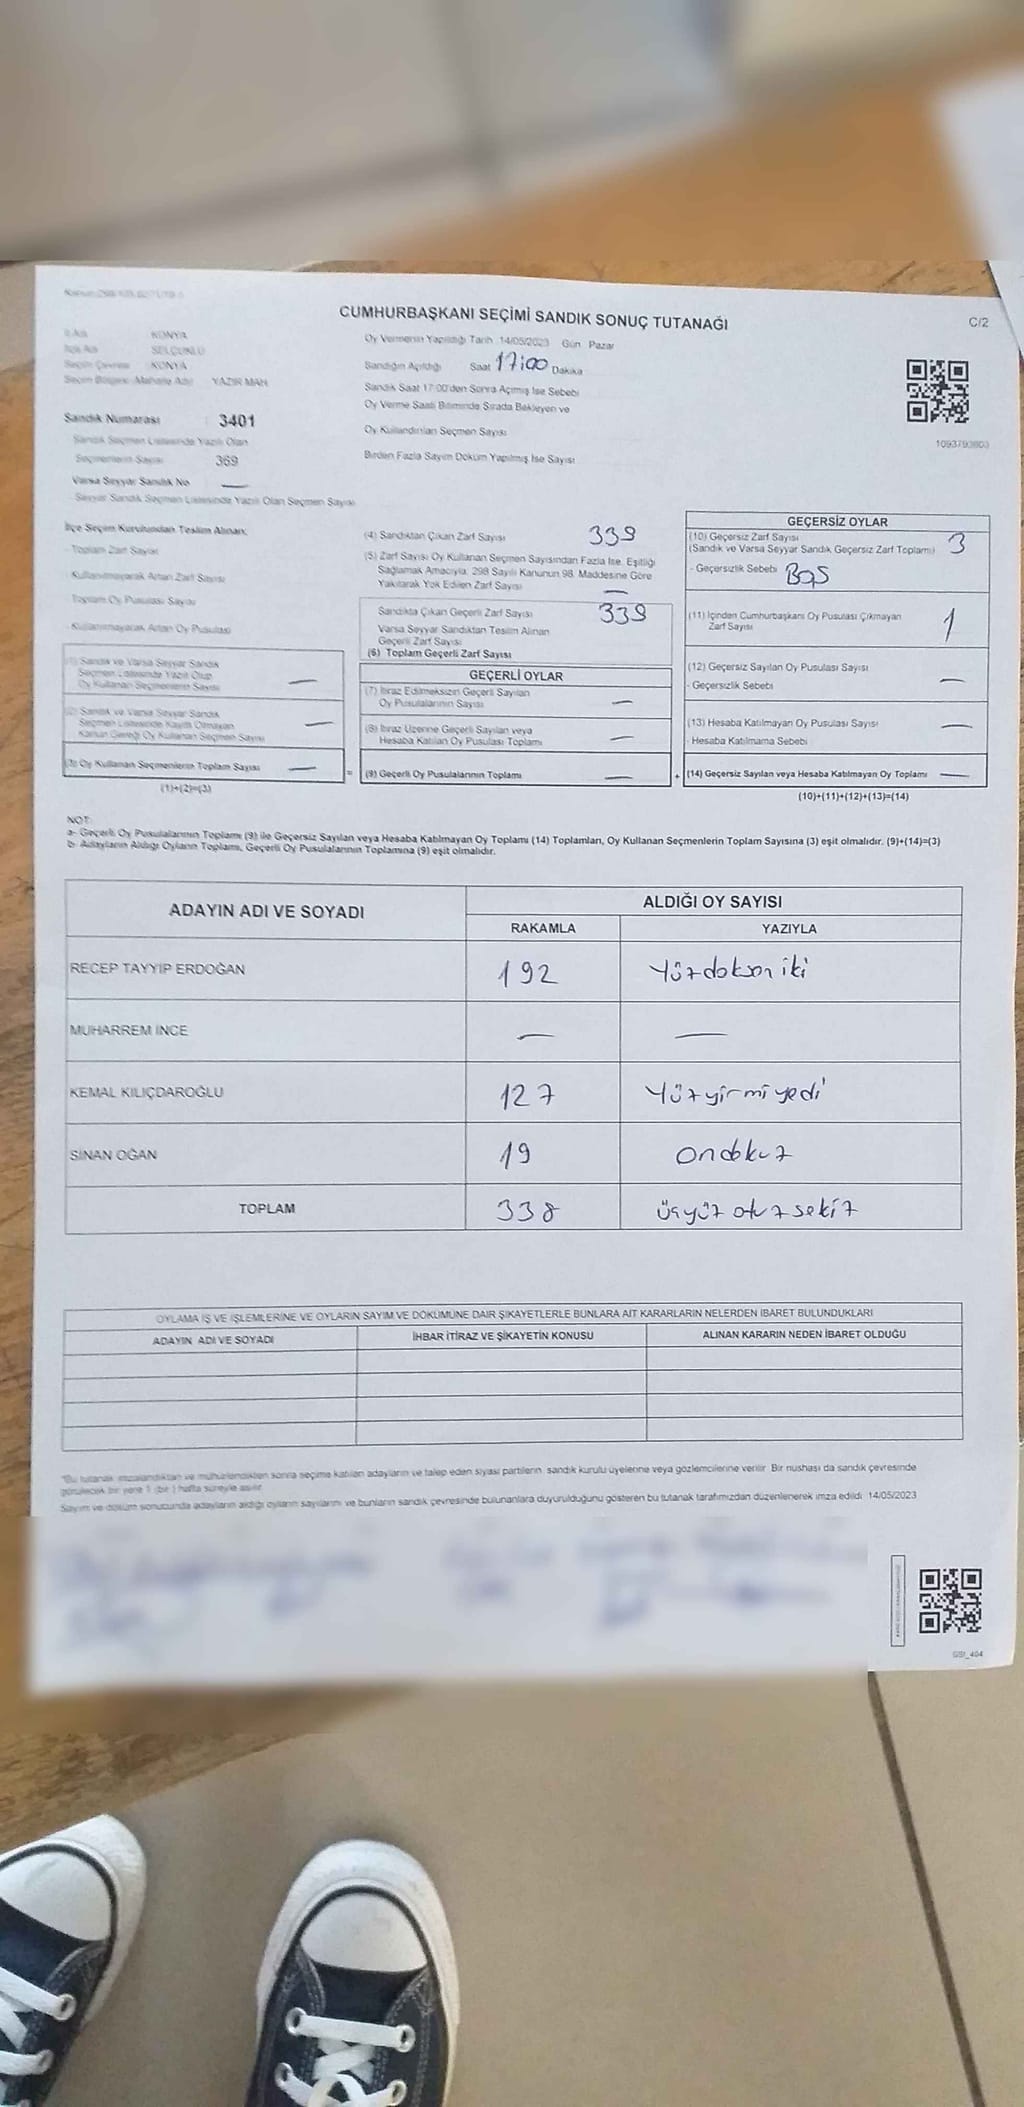 CUMHURBAŞKANI SEÇİMİ SANDIK SONUÇ TUTANAĞI
C/2
İl Adı KONYA
İlçe Adı SELÇUKLU
Seçim Çevresi KONYA
Seçim Bölgesi (Mahalle Adı) YAZIR MAH
Sandık Numarası : 3401
Sandık Seçmen Listesinde Yazılı Olan
Seçmenlerin Sayısı 369
Varsa Seyyar Sandık No —
Seyyar Sandık Seçmen Listesinde Yazılı Olan Seçmen Sayısı
Oy Vermenin Yapıldığı Tarih 14/05/2023 Gün Pazar
Sandığın Açıldığı Saat 17:00 Dakika
Sandık Saat 17:00'den Sonra Açılmış İse Sebebi
Oy Verme Saati Bitiminde Sırada Bekleyen ve
Oy Kullandırılan Seçmen Sayısı
Birden Fazla Sayım Döküm Yapılmış İse Sayısı
1093793603
İlçe Seçim Kurulundan Teslim Alınan;
- Toplam Zarf Sayısı
- Kullanılmayarak Artan Zarf Sayısı
Toplam Oy Pusulası Sayısı
- Kullanılmayarak Artan Oy Pusulası
(1) Sandık ve Varsa Seyyar Sandık
Seçmen Listesinde Yazılı Olup
Oy Kullanan Seçmenlerin Sayısı —
(2) Sandık ve Varsa Seyyar Sandık
Seçmen Listesinde Kayıtlı Olmayan
Kanun Gereği Oy Kullanan Seçmen Sayısı —
(3) Oy Kullanan Seçmenlerin Toplam Sayısı —
(1)+(2)=(3)
(4) Sandıktan Çıkan Zarf Sayısı 339
(5) Zarf Sayısı Oy Kullanan Seçmen Sayısından Fazla İse, Eşitliği
Sağlamak Amacıyla, 298 Sayılı Kanunun 98. Maddesine Göre
Yakılarak Yok Edilen Zarf Sayısı —
Sandıkta Çıkan Geçerli Zarf Sayısı 339
Varsa Seyyar Sandıktan Teslim Alınan
Geçerli Zarf Sayısı
(6) Toplam Geçerli Zarf Sayısı
GEÇERLİ OYLAR
(7) İtiraz Edilmeksizin Geçerli Sayılan
Oy Pusulalarının Sayısı —
(8) İtiraz Üzerine Geçerli Sayılan veya
Hesaba Katılan Oy Pusulası Toplamı —
= (9) Geçerli Oy Pusulalarının Toplamı —
GEÇERSİZ OYLAR
(10) Geçersiz Zarf Sayısı
(Sandık ve Varsa Seyyar Sandık Geçersiz Zarf Toplamı) 3
- Geçersizlik Sebebi BOŞ
(11) İçinden Cumhurbaşkanı Oy Pusulası Çıkmayan
Zarf Sayısı 1
(12) Geçersiz Sayılan Oy Pusulası Sayısı
- Geçersizlik Sebebi —
(13) Hesaba Katılmayan Oy Pusulası Sayısı —
Hesaba Katılmama Sebebi
+ (14) Geçersiz Sayılan veya Hesaba Katılmayan Oy Toplamı —
(10)+(11)+(12)+(13)=(14)
NOT:
a- Geçerli Oy Pusulalarının Toplamı (9) ile Geçersiz Sayılan veya Hesaba Katılmayan Oy Toplamı (14) Toplamları, Oy Kullanan Seçmenlerin Toplam Sayısına (3) eşit olmalıdır. (9)+(14)=(3)
b- Adayların Aldığı Oyların Toplamı, Geçerli Oy Pusulalarının Toplamına (9) eşit olmalıdır.
ADAYIN ADI VE SOYADI
ALDIĞI OY SAYISI
RAKAMLA YAZIYLA
RECEP TAYYİP ERDOĞAN 192 Yüzdoksan iki
MUHARREM İNCE — —
KEMAL KILIÇDAROĞLU 127 Yüzyirmi yedi
SİNAN OĞAN 19 ondokuz
TOPLAM 338 üçyüz otuz sekiz
OYLAMA İŞ VE İŞLEMLERİNE VE OYLARIN SAYIM VE DÖKÜMÜNE DAİR ŞİKAYETLERLE BUNLARA AİT KARARLARIN NELERDEN İBARET BULUNDUKLARI
ADAYIN ADI VE SOYADI İHBAR İTİRAZ VE ŞİKAYETİN KONUSU ALINAN KARARIN NEDEN İBARET OLDUĞU
*Bu tutanak imzalandıktan ve mühürlendikten sonra seçime katılan adayların ve talep eden siyasi partilerin sandık kurulu üyelerine veya gözlemcilerine verilir. Bir nüshası da sandık çevresinde
görülecek bir yere 1 (bir) hafta süreyle asılır.
Sayım ve döküm sonucunda adayların aldığı oyların sayılarını ve bunların sandık çevresinde bulunanlara duyurulduğunu gösteren bu tutanak tarafımızdan düzenlenerek imza edildi. 14/05/2023
GSI_404